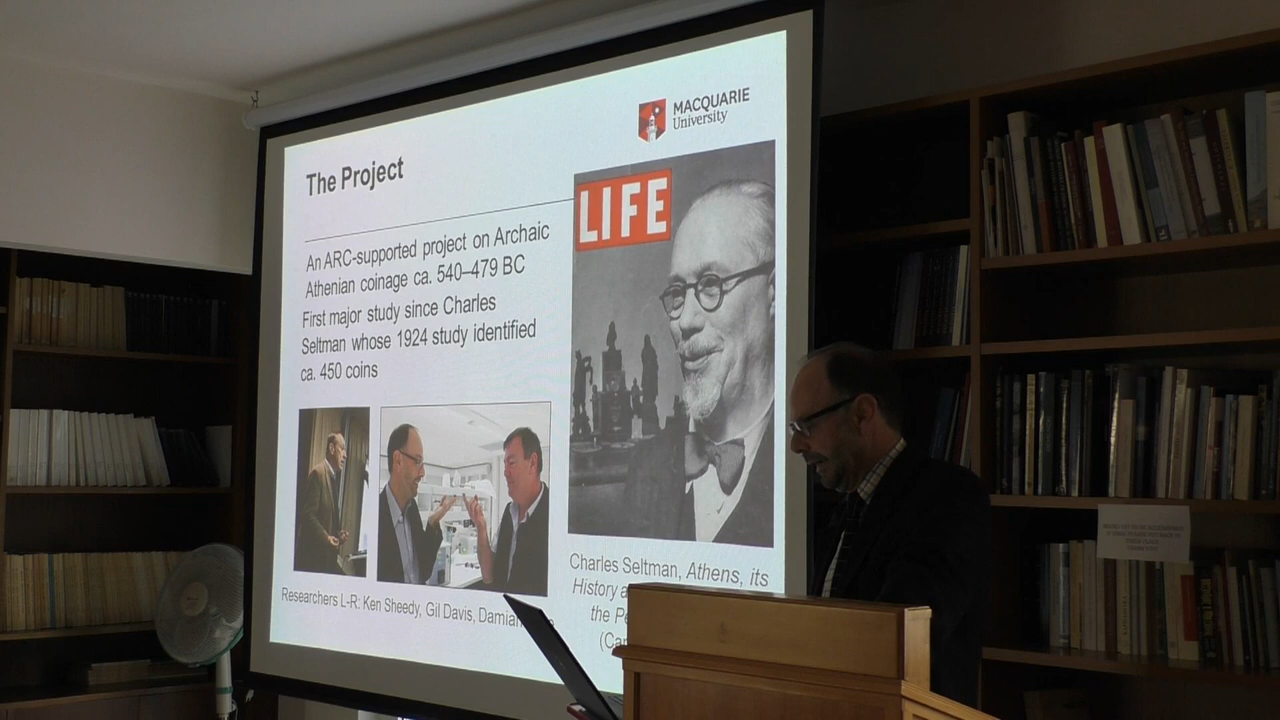 MACQUARIE
University
The Project
LIFE
An ARC-supported project on Archaic
Athenian coinage ca. 540–479 BC
First major study since Charles
Seltman whose 1924 study identified
ca. 450 coins
Researchers L-R: Ken Sheedy, Gil Davis, Damian
Charles Seltman, Athens, its
History
the